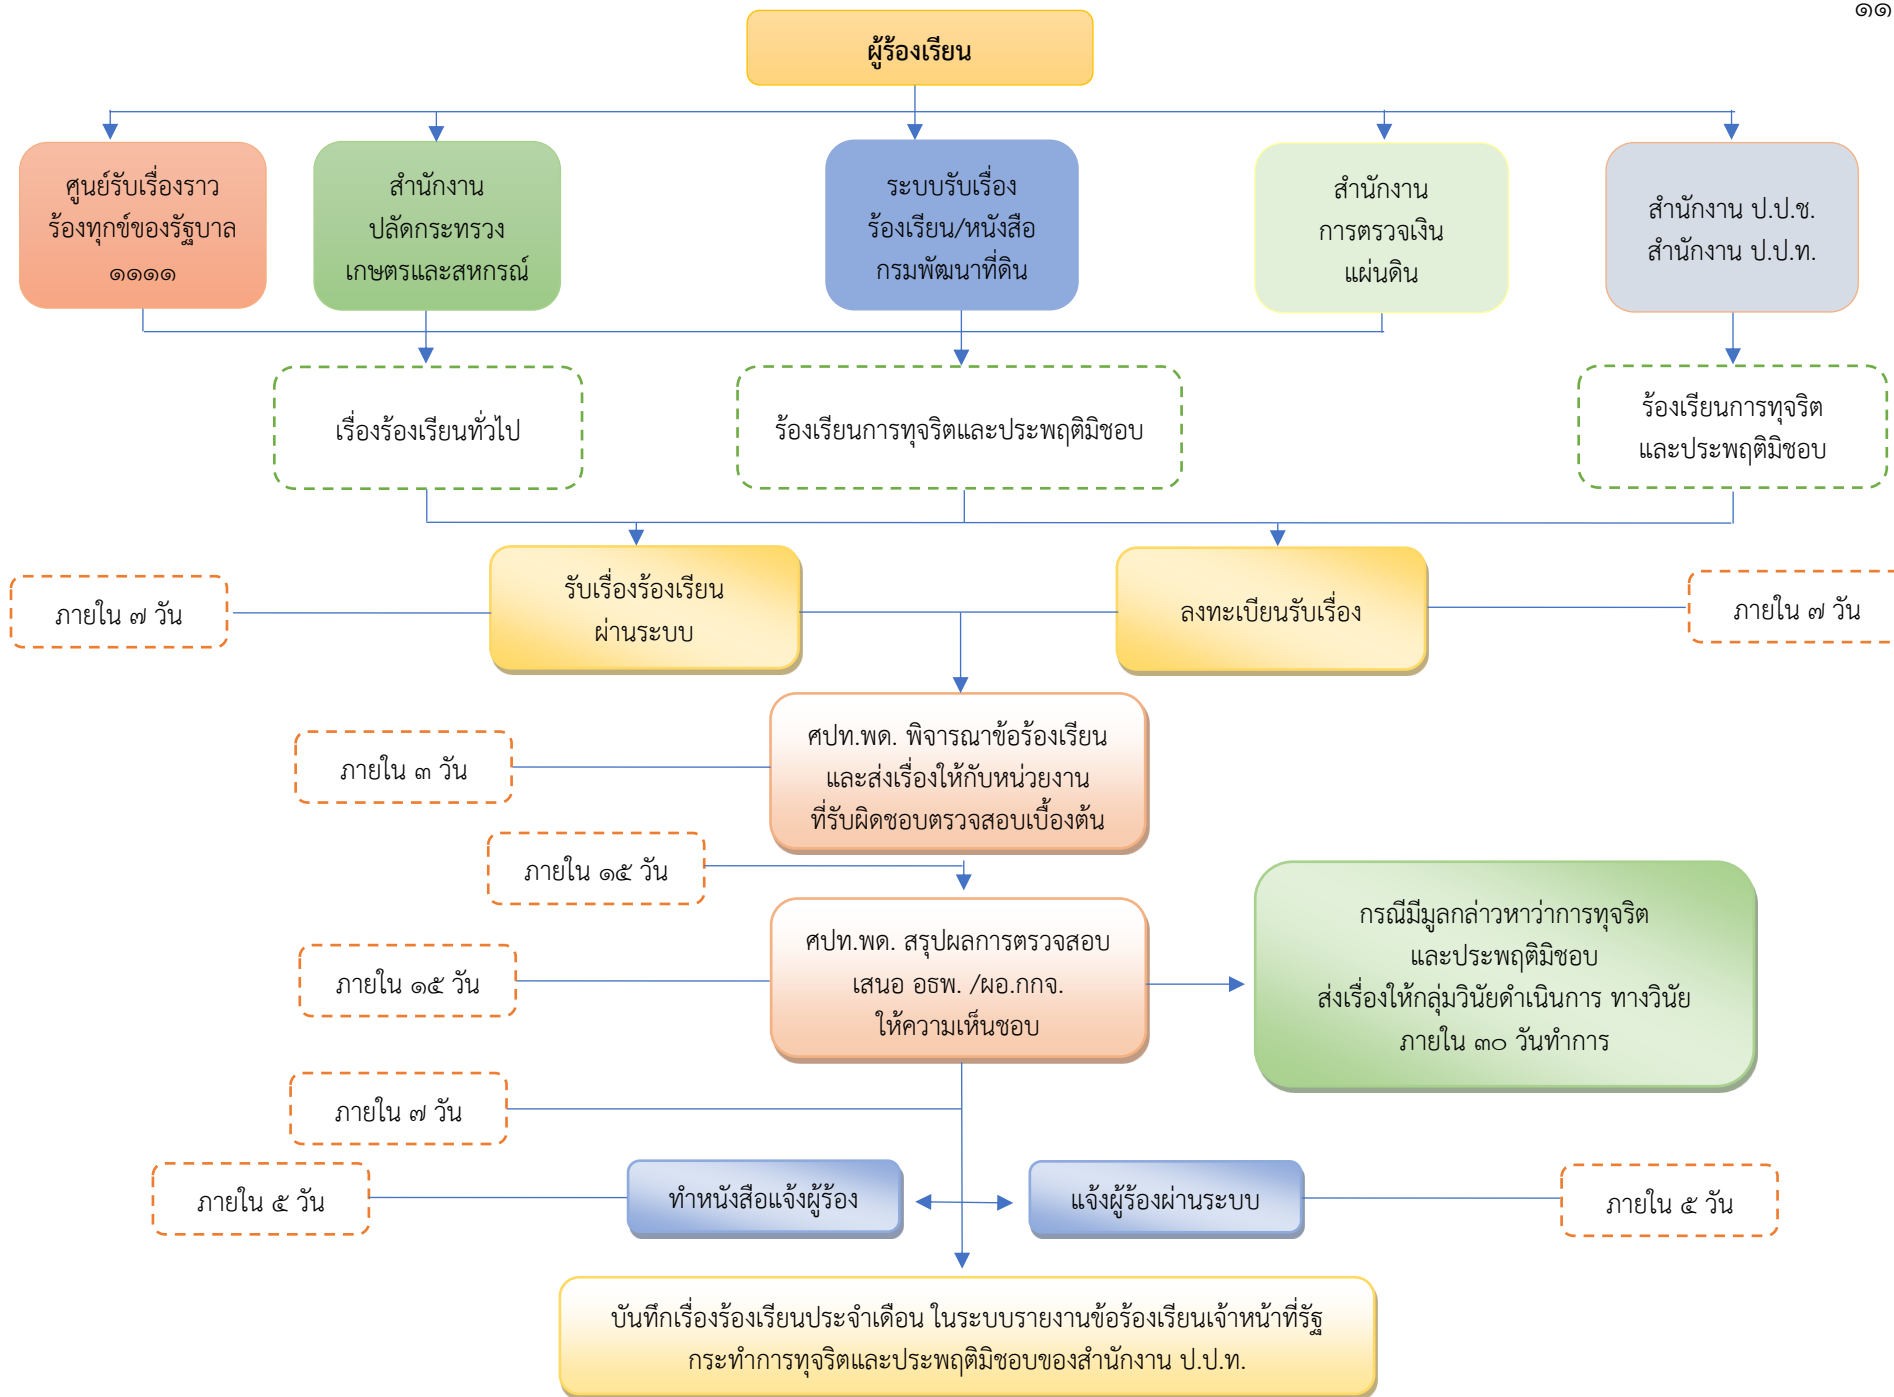 ๑๑
ผู้ร้องเรียน
ศูนย์รับเรื่องราว
ร้องทุกข์ของรัฐบาล
๑๑๑๑
สำนักงาน
ปลัดกระทรวง
เกษตรและสหกรณ์
ระบบรับเรื่อง
ร้องเรียน/หนังสือ
กรมพัฒนาที่ดิน
สำนักงาน
การตรวจเงิน
แผ่นดิน
สำนักงาน ป.ป.ช.
สำนักงาน ป.ป.ท.
เรื่องร้องเรียนทั่วไป
ร้องเรียนการทุจริตและประพฤติมิชอบ
ร้องเรียนการทุจริต
และประพฤติมิชอบ
ภายใน ๗ วัน
รับเรื่องร้องเรียน
ผ่านระบบ
ลงทะเบียนรับเรื่อง
ภายใน ๗ วัน
ภายใน ๓ วัน
ศปท.พด. พิจารณาข้อร้องเรียน
และส่งเรื่องให้กับหน่วยงาน
ที่รับผิดชอบตรวจสอบเบื้องต้น
ภายใน ๑๕ วัน
ภายใน ๑๕ วัน
ศปท.พด. สรุปผลการตรวจสอบ
เสนอ อธพ. /ผอ.กกจ.
ให้ความเห็นชอบ
กรณีมีมูลกล่าวหาว่าการทุจริต
และประพฤติมิชอบ
ส่งเรื่องให้กลุ่มวินัยดำเนินการ ทางวินัย
ภายใน ๓๐ วันทำการ
ภายใน ๗ วัน
ภายใน ๕ วัน
ทำหนังสือแจ้งผู้ร้อง
แจ้งผู้ร้องผ่านระบบ
ภายใน ๕ วัน
บันทึกเรื่องร้องเรียนประจำเดือน ในระบบรายงานข้อร้องเรียนเจ้าหน้าที่รัฐ
กระทำการทุจริตและประพฤติมิชอบของสำนักงาน ป.ป.ท.